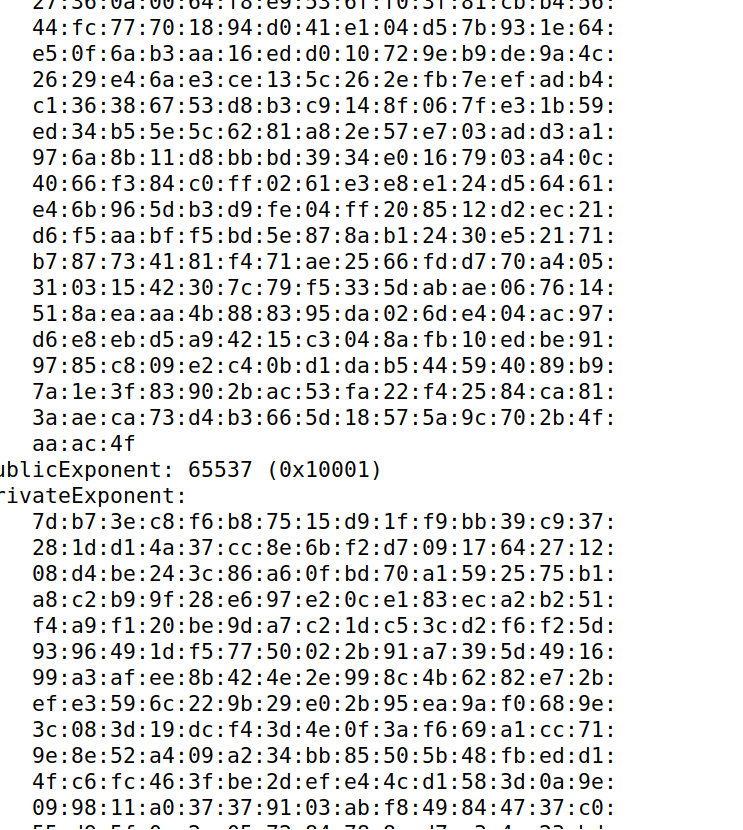 44:fc:77:70:18:94:d0:41:e1:04:d5:7b:93:1e:64:
e5:0f:6a:b3:aa:16:ed:d0:10:72:9e:b9:de:9a:4c:
26:29:e4:6a:e3:ce:13:5c:26:2e:fb:7e:ef:ad:b4:
c1:36:38:67:53:d8:b3:c9:14:8f:06:7f:e3:1b:59:
ed:34:b5:5e:5c:62:81:a8:2e:57:e7:03:ad:d3:a1:
97:6a:8b:11:d8:bb:bd:39:34:e0:16:79:03:a4:0c:
40:66:f3:84:c0:ff:02:61:e3:e8:e1:24:d5:64:61:
e4:6b:96:5d:b3:d9:fe:04:ff:20:85:12:d2:ec:21:
d6:f5:aa:bf:f5:bd:5e:87:8a:b1:24:30:e5:21:71:
b7:87:73:41:81:f4:71:ae:25:66:fd:d7:70:a4:05:
31:03:15:42:30:7c:79:f5:33:5d:ab:ae:06:76:14:
51:8a:ea:aa:4b:88:83:95:da:02:6d:e4:04:ac:97:
d6:e8:eb:d5:a9:42:15:c3:04:8a:fb:10:ed:be:91:
97:85:c8:09:e2:c4:0b:d1:da:b5:44:59:40:89:b9:
7a:1e:3f:83:90:2b:ac:53:fa:22:f4:25:84:ca:81:
3a:ae:ca:73:d4:b3:66:5d:18:57:5a:9c:70:2b:4f:
aa:ac:4f
ublicExponent: 65537 (0x10001)
rivateExponent:
7d:b7:3e:c8:f6:b8:75:15:d9:1f:f9:bb:39:c9:37:
28:1d:d1:4a:37:cc:8e:6b:f2:d7:09:17:64:27:12:
08:d4:be:24:3c:86:a6:0f:bd:70:a1:59:25:75:b1:
a8:c2:b9:9f:28:e6:97:e2:0c:e1:83:ec:a2:b2:51:
f4:a9:f1:20:be:9d:a7:c2:1d:c5:3c:d2:f6:f2:5d:
93:96:49:1d:f5:77:50:02:2b:91:a7:39:5d:49:16:
99:a3:af:ee:8b:42:4e:2e:99:8c:4b:62:82:e7:2b:
ef:e3:59:6c:22:9b:29:e0:2b:95:ea:9a:f0:68:9e:
3c:08:3d:19:dc:f4:3d:4e:0f:3a:f6:69:a1:cc:71:
9e:8e:52:a4:09:a2:34:bb:85:50:5b:48:fb:ed:d1:
4f:c6:fc:46:3f:be:2d:ef:e4:4c:d1:58:3d:0a:9e:
09:98:11:a0:37:37:91:03:ab:f8:49:84:47:37:c0: